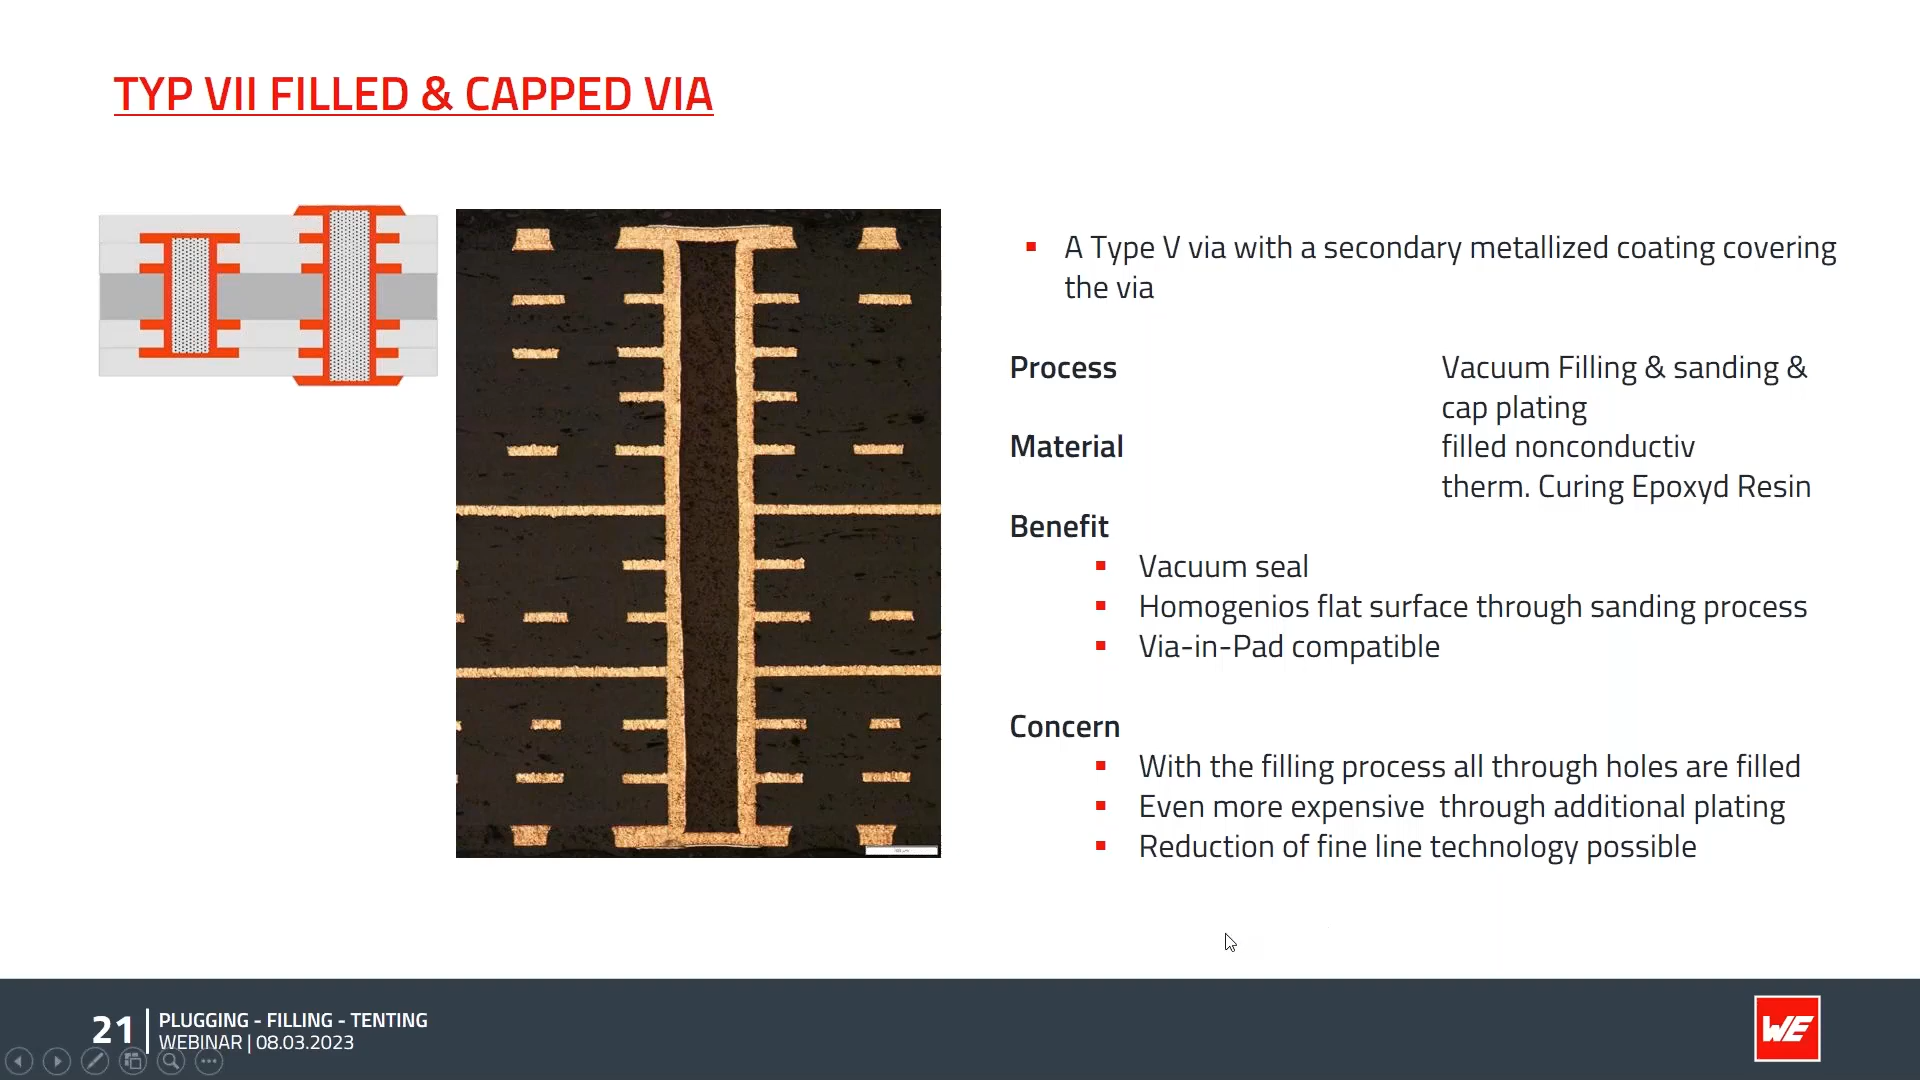 TYP VII FILLED & CAPPED VIA
▪ A Type V via with a secondary metallized coating covering
the via
Process Vacuum Filling & sanding &
cap plating
Material filled nonconductiv
therm. Curing Epoxyd Resin
Benefit
▪ Vacuum seal
▪ Homogenios flat surface through sanding process
▪ Via-in-Pad compatible
Concern
▪ With the filling process all through holes are filled
▪ Even more expensive through additional plating
▪ Reduction of fine line technology possible
21
PLUGGING - FILLING - TENTING
WEBINAR | 08.03.2023
WE